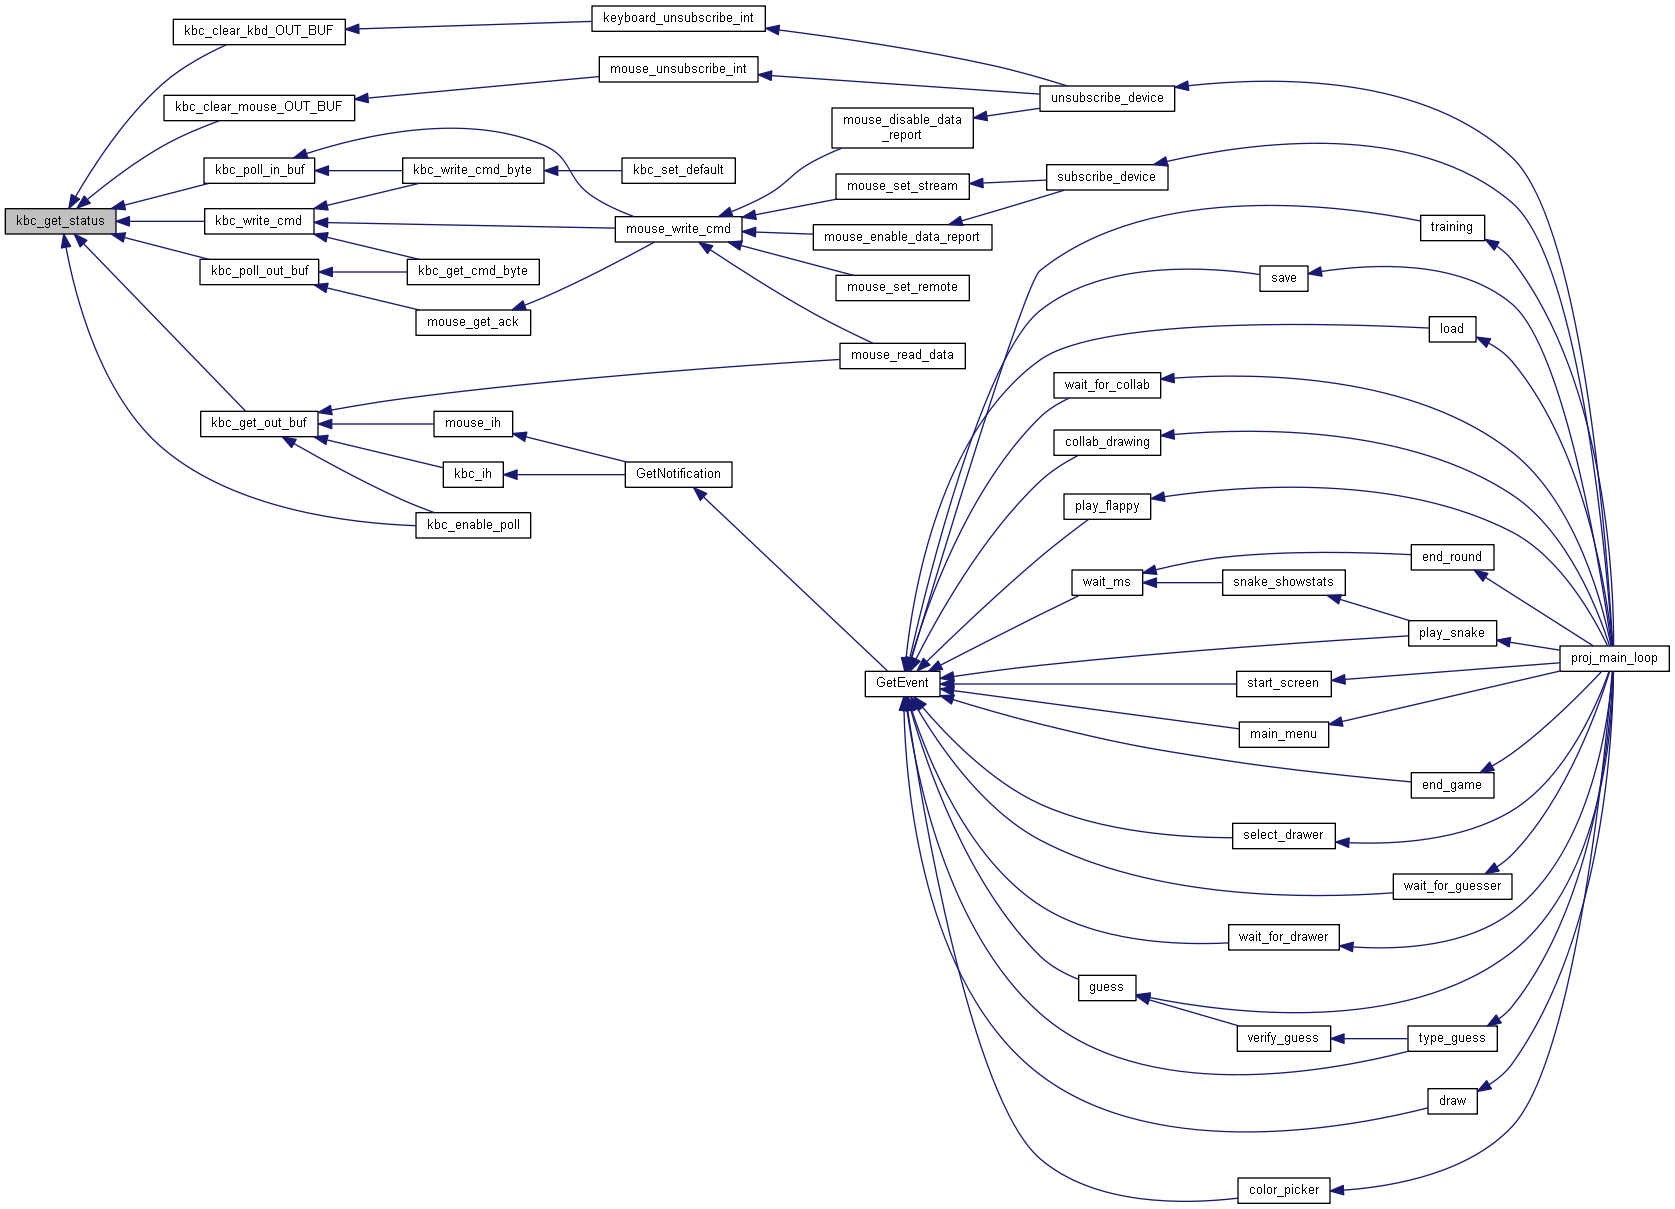 kbc_get_status
kbc_clear_kbd_OUT_BUF
kbc_clear_mouse_OUT_BUF
kbc_poll_in_buf
kbc_write_cmd
kbc_poll_out_buf
kbc_get_out_buf
kbc_write_cmd_byte
kbc_get_cmd_byte
mouse_get_ack
mouse_ih
kbc_ih
kbc_enable_poll
keyboard_unsubscribe_int
mouse_unsubscribe_int
kbc_set_default
mouse_write_cmd
GetNotification
mouse_disable_data
_report
mouse_set_stream
mouse_enable_data_report
mouse_set_remote
mouse_read_data
GetEvent
unsubscribe_device
subscribe_device
wait_for_collab
collab_drawing
play_flappy
wait_ms
guess
save
snake_showstats
start_screen
main_menu
select_drawer
wait_for_drawer
verify_guess
color_picker
training
load
end_round
play_snake
end_game
wait_for_guesser
type_guess
draw
proj_main_loop